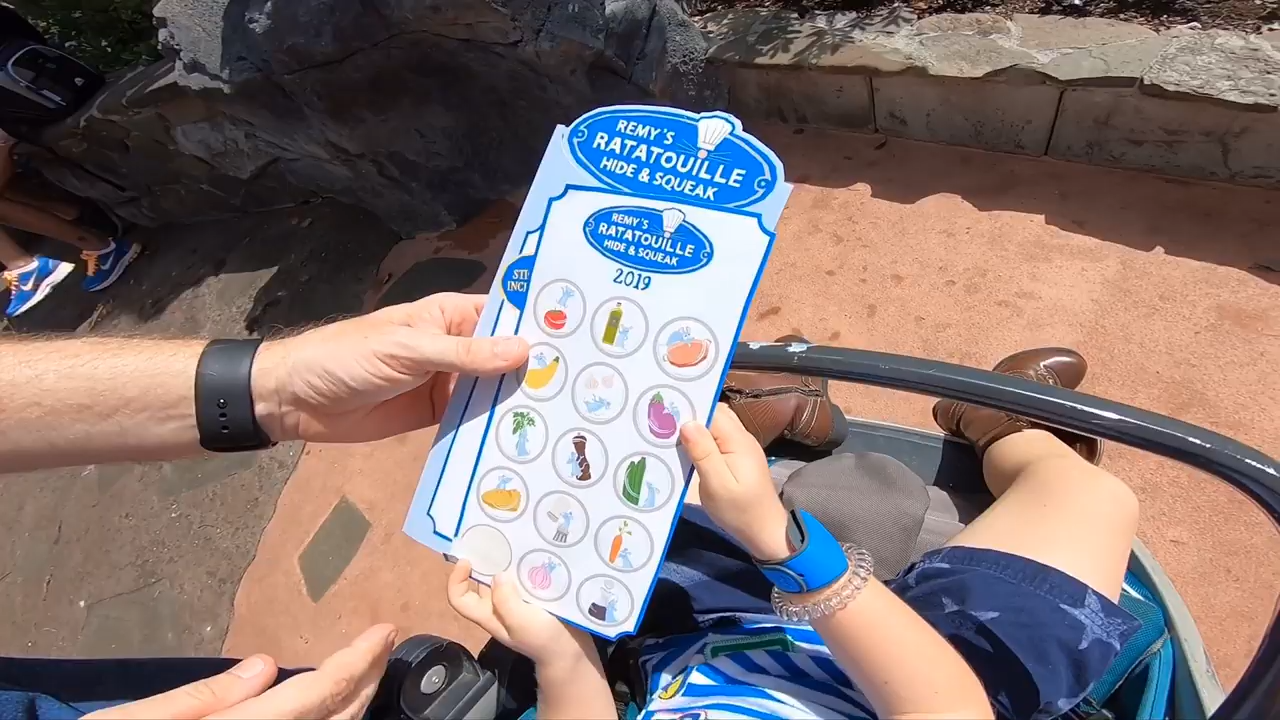 REMY'S
RATATOUILLE
HIDE & SQUEAK
REMY'S
RATATOUILLE
HIDE & SQUEAK
2019